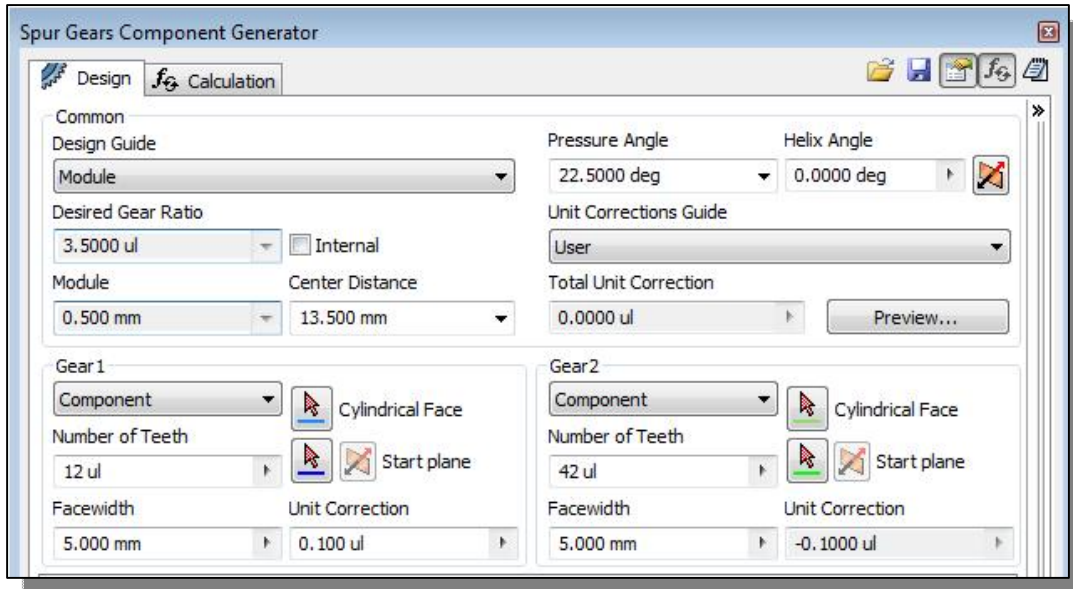 Spur Gears Component Generator
Design
Calculation
Common
Design Guide
Pressure Angle
Helix Angle
Module
22.5000 deg
0.0000 deg
Desired Gear Ratio
Unit Corrections Guide
3.5000 ul
Internal
User
Module
Center Distance
Total Unit Correction
0.500 mm
13.500 mm
0.0000 ul
Preview...
Gear1
Component
Cylindrical Face
Number of Teeth
Start plane
12 ul
Facewidth
Unit Correction
5.000 mm
0.100 ul
Gear2
Component
Cylindrical Face
Number of Teeth
Start plane
42 ul
Facewidth
Unit Correction
5.000 mm
-0.1000 ul